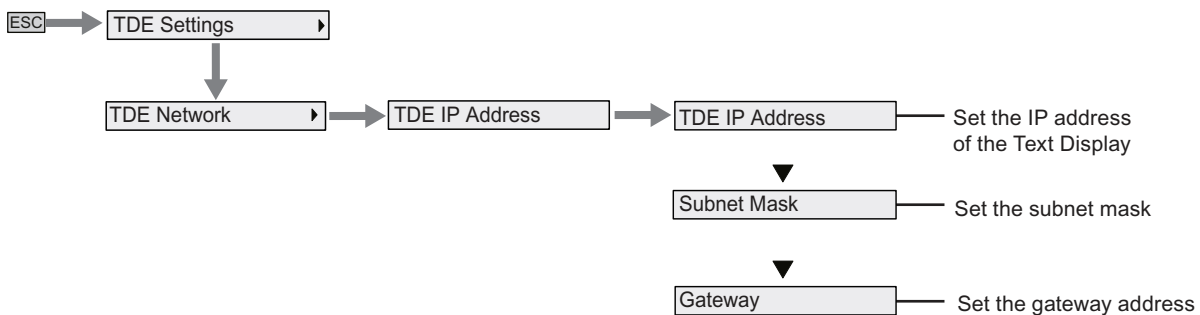 ESC
TDE Settings
TDE Network
TDE IP Address
TDE IP Address
Set the IP address
of the Text Display
Subnet Mask
Set the subnet mask
Gateway
Set the gateway address